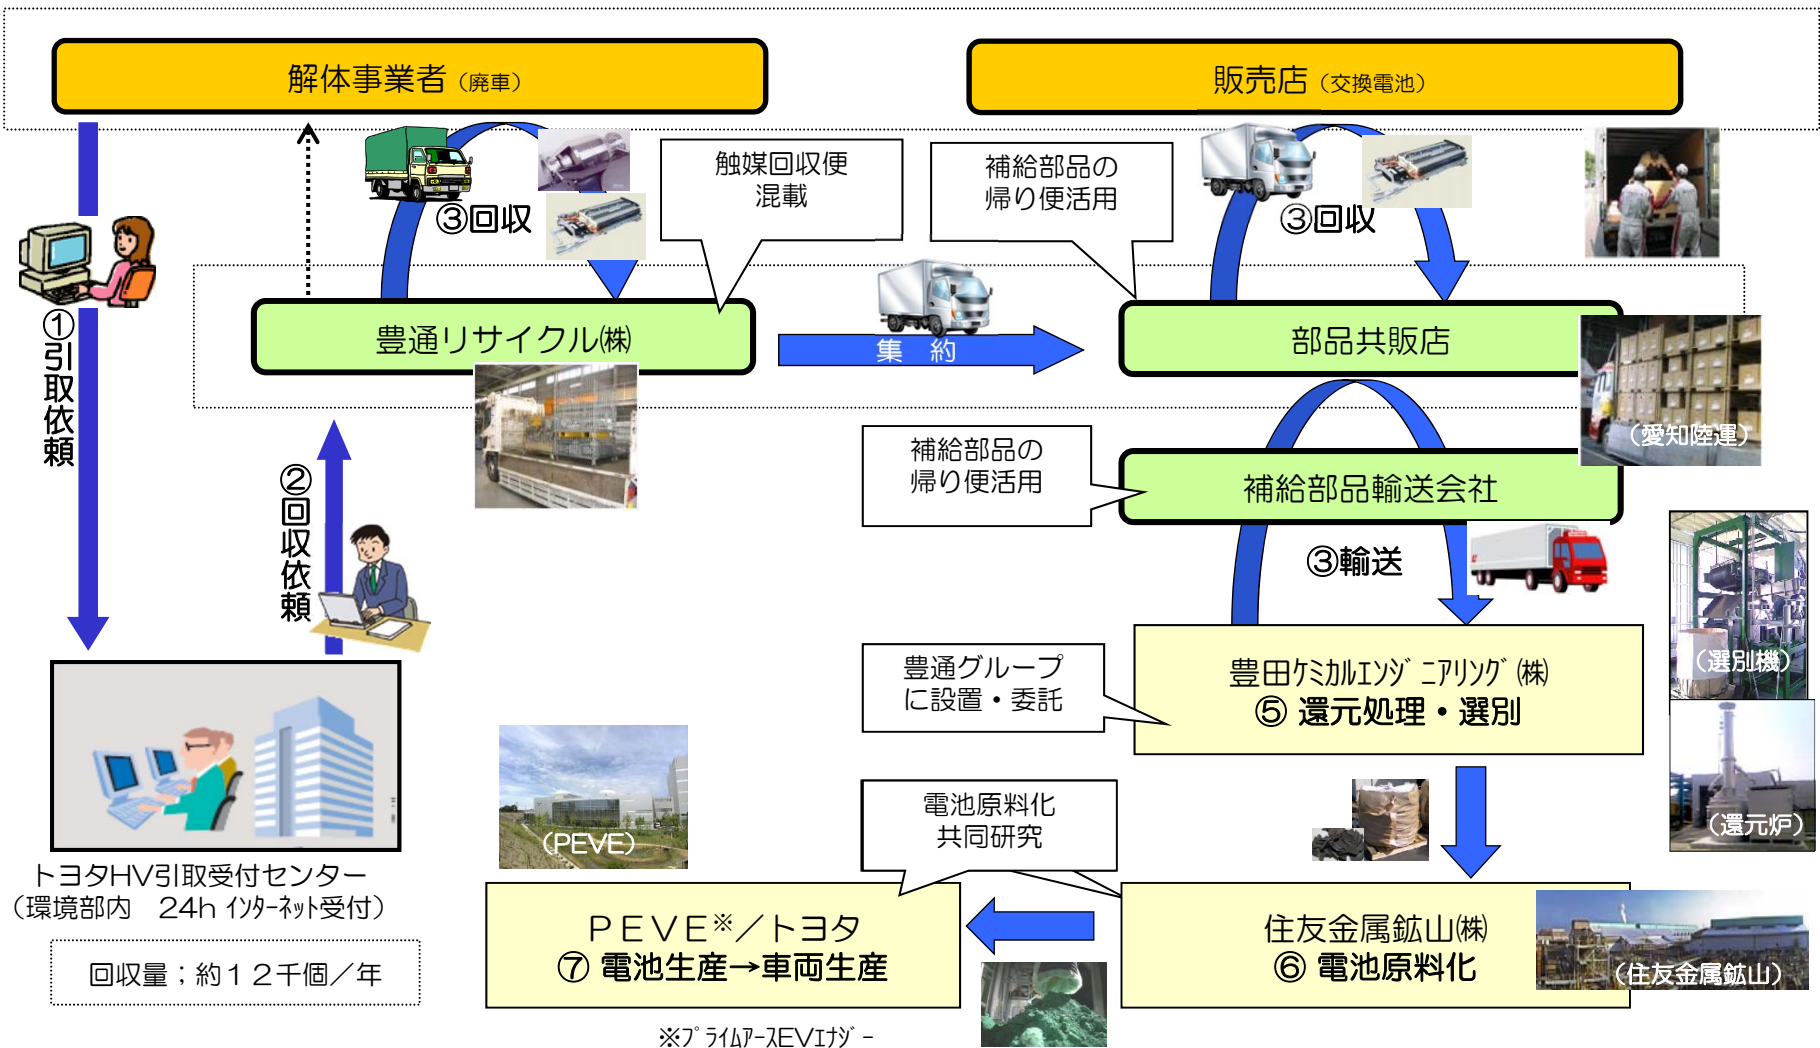 解体事業者（廃車）
販売店（交換電池）
触媒回収便
混載
補給部品の
帰り便活用
③回収
③回収
①引取依頼
豊通リサイクル㈱
集　約
部品共販店
（愛知陸運）
②回収依頼
補給部品の
帰り便活用
補給部品輸送会社
③輸送
豊通グループ
に設置・委託
豊田ｹﾐｶﾙｴﾝｼﾞﾆｱﾘﾝｸﾞ㈱
⑤ 還元処理・選別
（選別機）
（還元炉）
電池原料化
共同研究
（PEVE）
トヨタHV引取受付センター
（環境部内　24h ｲﾝﾀｰﾈｯﾄ受付）
回収量；約１２千個／年
ＰＥＶＥ※／トヨタ
⑦ 電池生産→車両生産
住友金属鉱山㈱
⑥ 電池原料化
（住友金属鉱山）
※ﾌﾟﾗｲﾑｱｰｽEVｴﾅｼﾞｰ